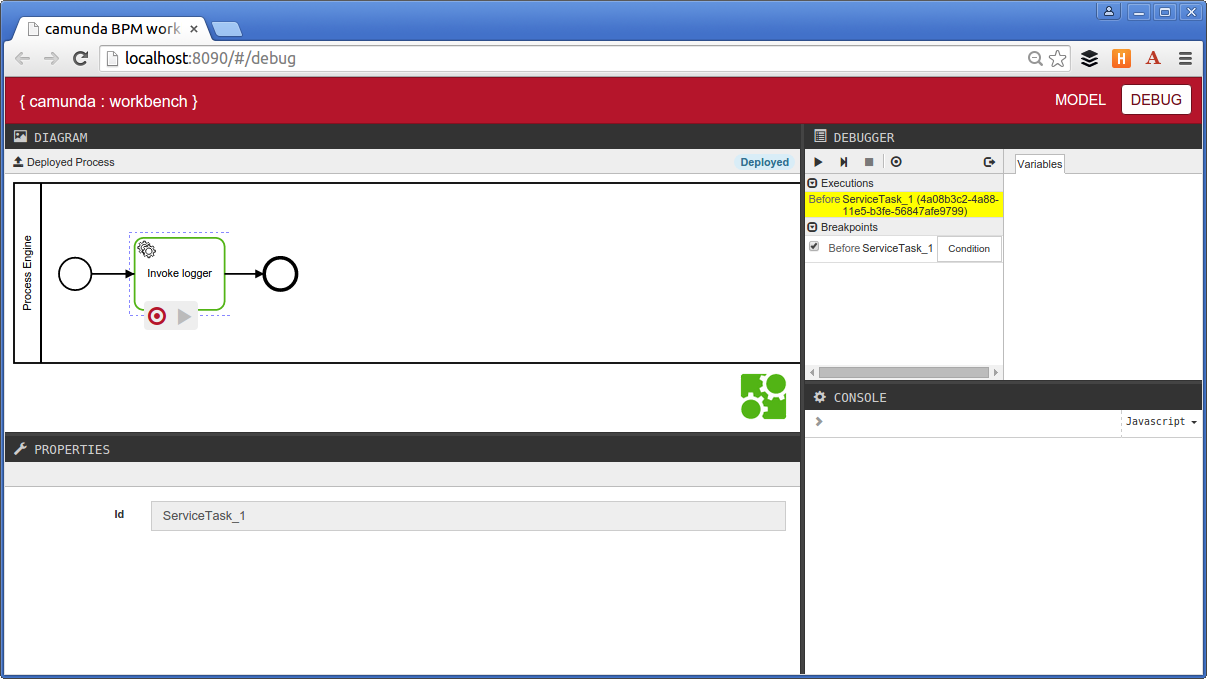 camunda BPM work
localhost:8090/#/debug
H
A
{ camunda : workbench }
MODEL
DEBUG
DIAGRAM
Deployed Process
Deployed
Process Engine
Invoke logger
PROPERTIES
Id
ServiceTask_1
DEBUGGER
Executions
Before ServiceTask_1 (4a08b3c2-4a88-
11e5-b3fe-56847afe9799)
Breakpoints
Before ServiceTask_1
Condition
Variables
CONSOLE
Javascript